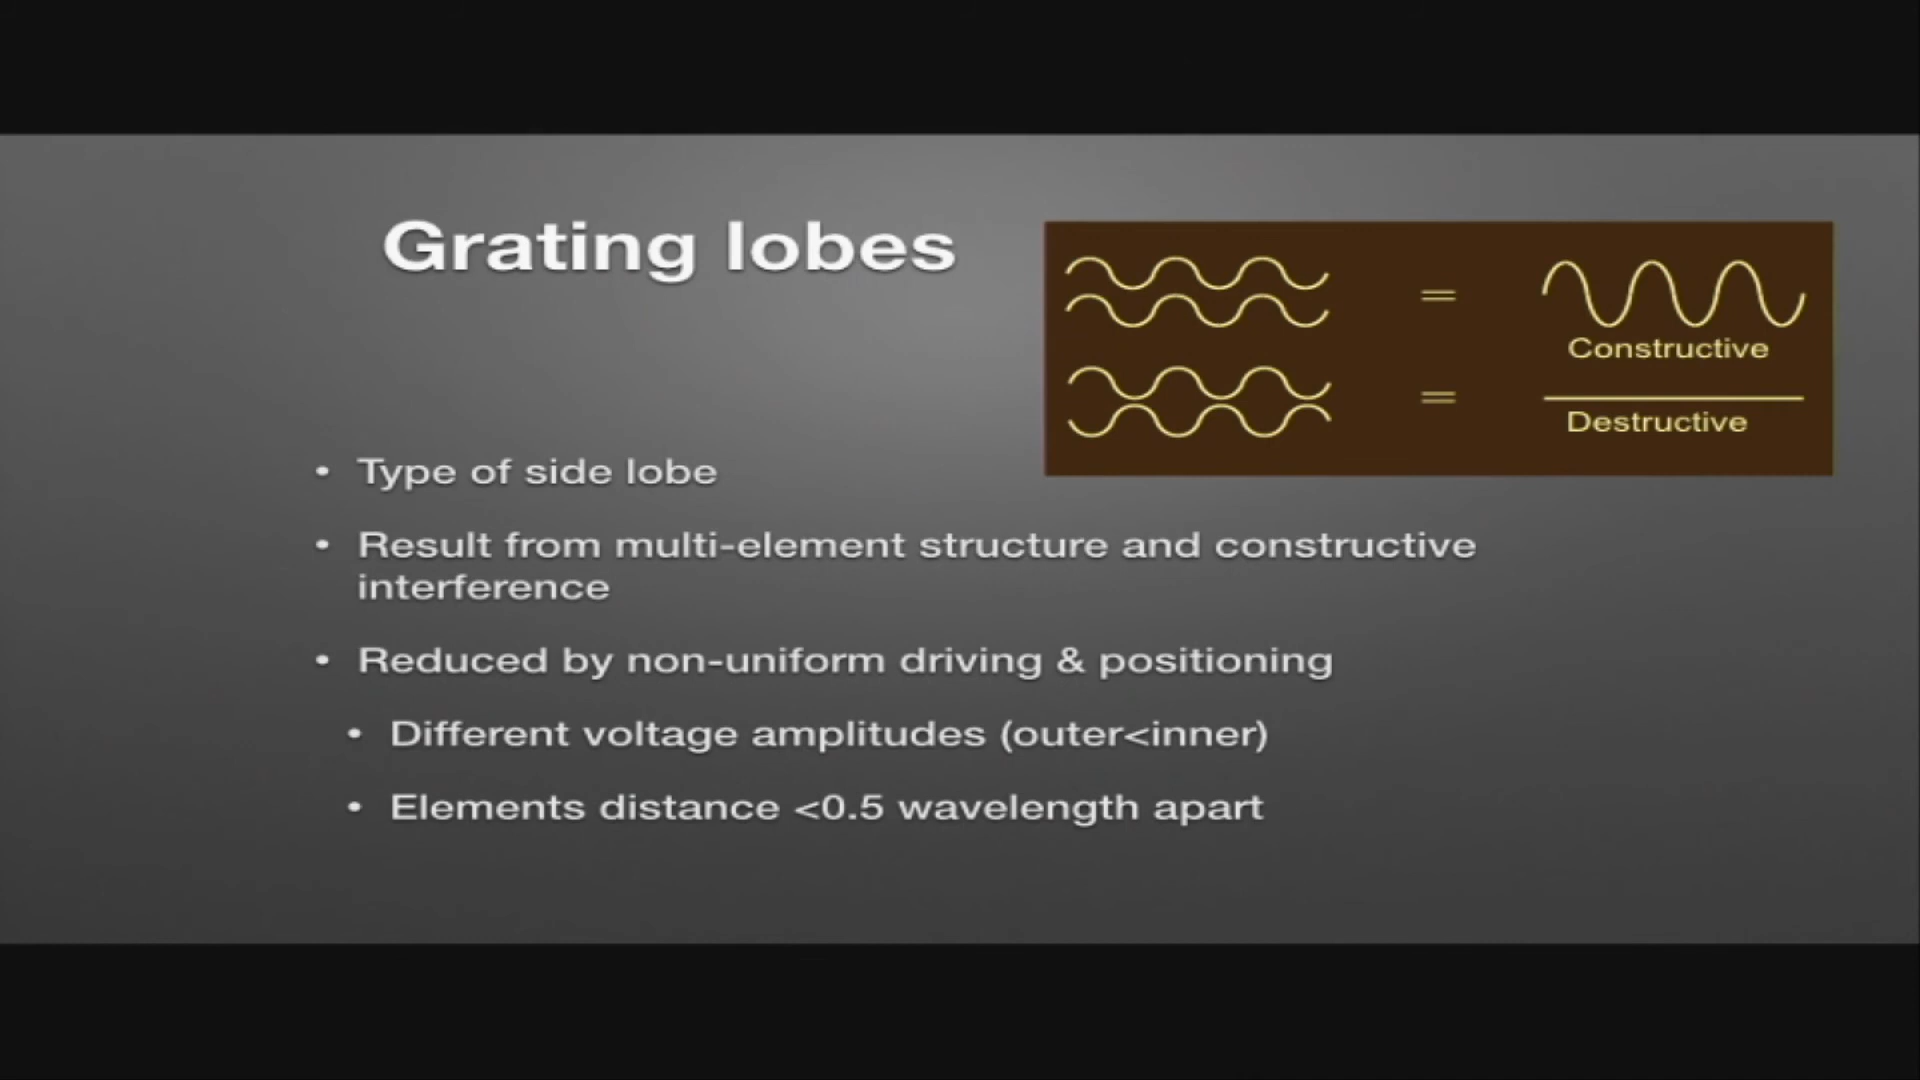 Grating lobes
=
Constructive
=
Destructive
• Type of side lobe
• Result from multi-element structure and constructive
interference
• Reduced by non-uniform driving & positioning
• Different voltage amplitudes (outer<inner)
• Elements distance <0.5 wavelength apart